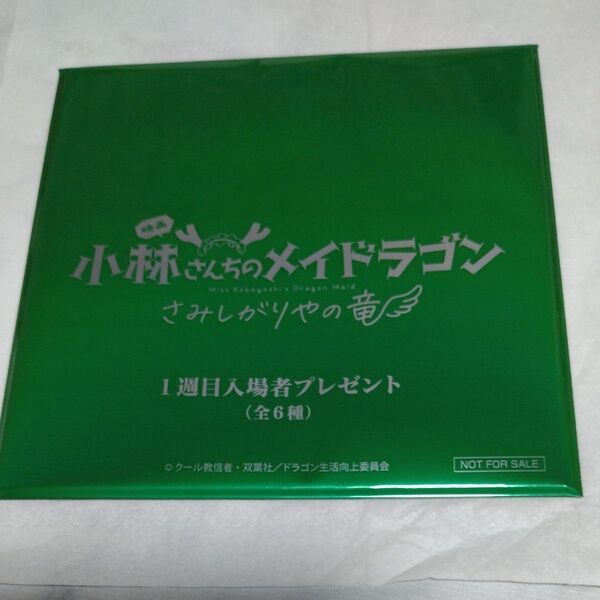 映画
小林さんちのメイドラゴン
Miss Kobayashi's Dragon Maid
さみしがりやの竜
1週目入場者プレゼント
(全6種)
©クール教信者・双葉社/ドラゴン生活向上委員会
NOT FOR SALE